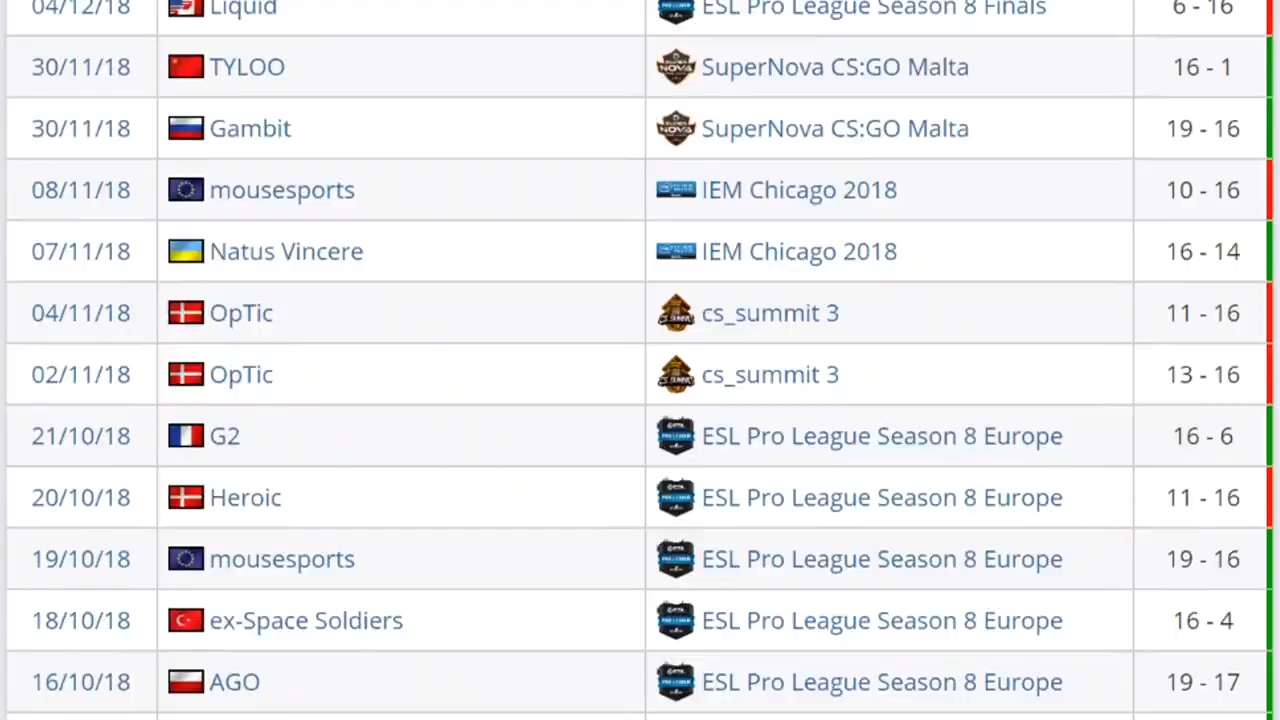 04/12/18 Liquid ESL Pro League Season 8 Finals 6 - 16
30/11/18 TYLOO SuperNova CS:GO Malta 16 - 1
30/11/18 Gambit SuperNova CS:GO Malta 19 - 16
08/11/18 mousesports IEM Chicago 2018 10 - 16
07/11/18 Natus Vincere IEM Chicago 2018 16 - 14
04/11/18 OpTic cs_summit 3 11 - 16
02/11/18 OpTic cs_summit 3 13 - 16
21/10/18 G2 ESL Pro League Season 8 Europe 16 - 6
20/10/18 Heroic ESL Pro League Season 8 Europe 11 - 16
19/10/18 mousesports ESL Pro League Season 8 Europe 19 - 16
18/10/18 ex-Space Soldiers ESL Pro League Season 8 Europe 16 - 4
16/10/18 AGO ESL Pro League Season 8 Europe 19 - 17